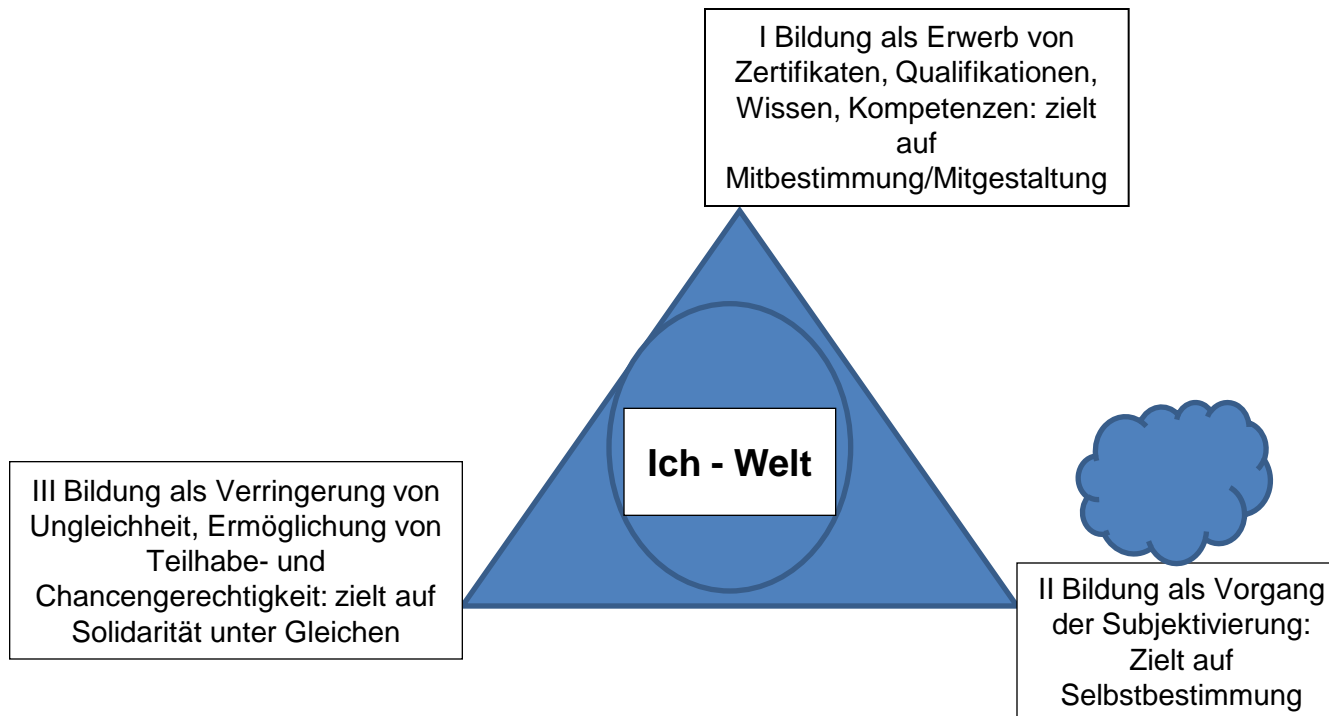 I Bildung als Erwerb von
Zertifikaten, Qualifikationen,
Wissen, Kompetenzen: zielt
auf
Mitbestimmung/Mitgestaltung
Ich - Welt
III Bildung als Verringerung von
Ungleichheit, Ermöglichung von
Teilhabe- und
Chancengerechtigkeit: zielt auf
Solidarität unter Gleichen
II Bildung als Vorgang
der Subjektivierung:
Zielt auf
Selbstbestimmung